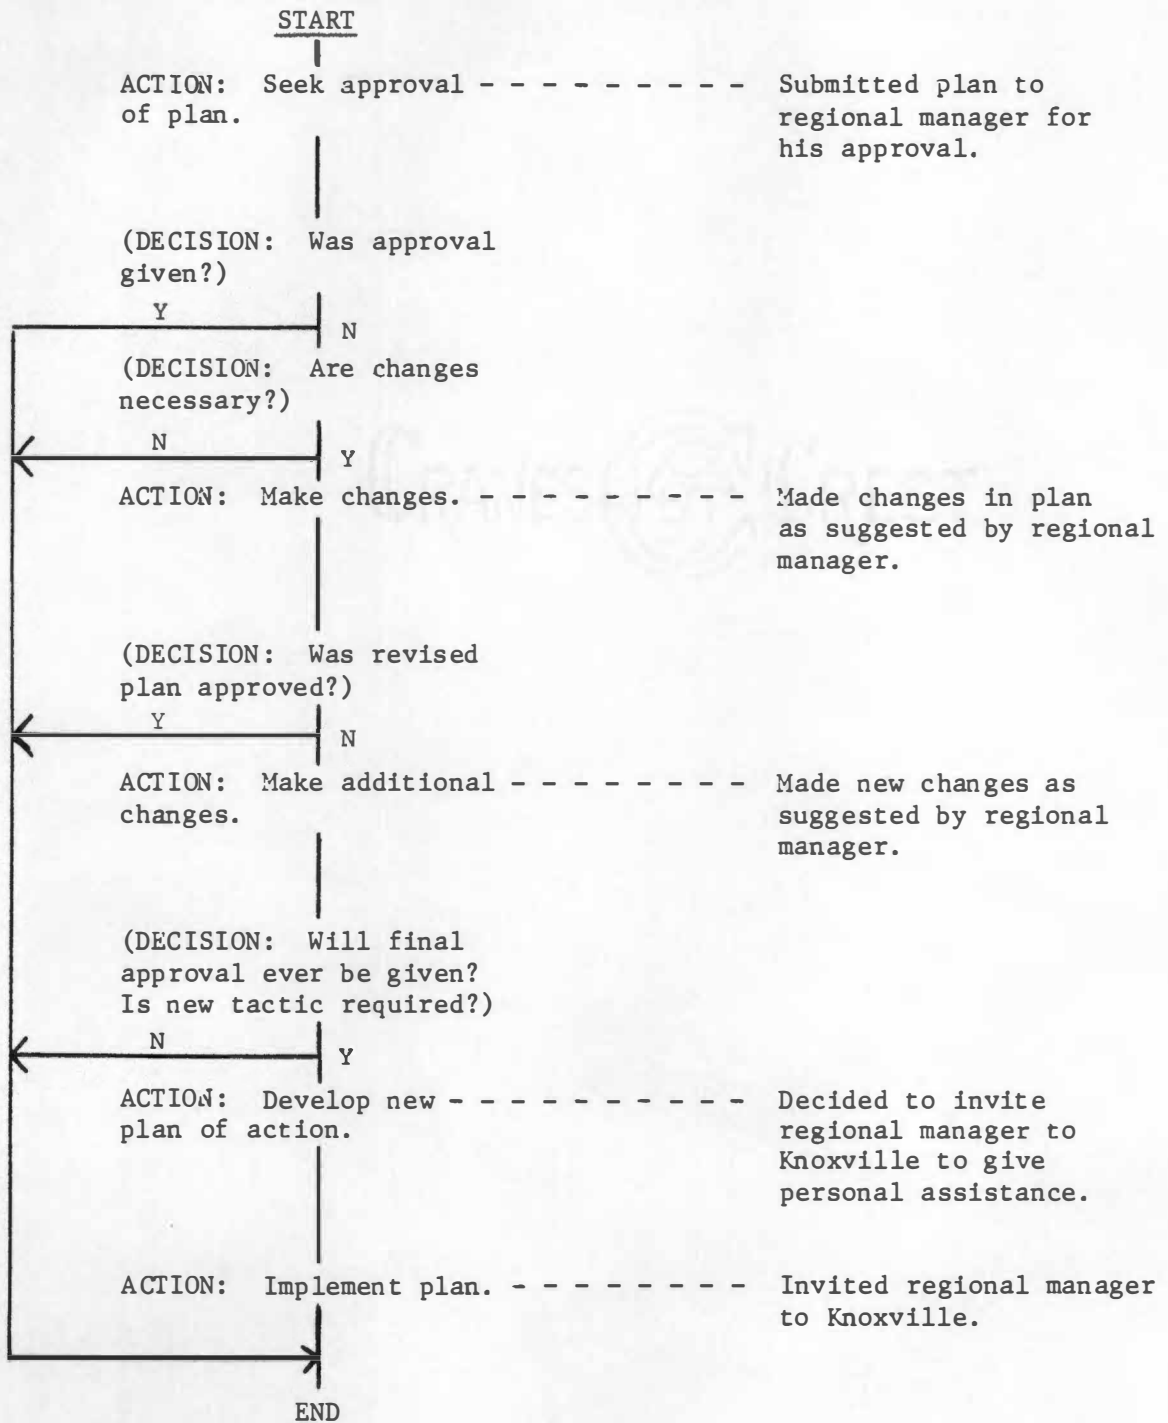 START
ACTION: Seek approval - - - - - - - - - Submitted plan to
of plan. regional manager for
his approval.
(DECISION: Was approval
given?)
Y
N
(DECISION: Are changes
necessary?)
N
Y
ACTION: Make changes. - - - - - - - - - Made changes in plan
as suggested by regional
manager.
(DECISION: Was revised
plan approved?)
Y
N
ACTION: Make additional - - - - - - - - Made new changes as
changes. suggested by regional
manager.
(DECISION: Will final
approval ever be given?
Is new tactic required?)
N
Y
ACTION: Develop new - - - - - - - - - - Decided to invite
plan of action. regional manager to
Knoxville to give
personal assistance.
ACTION: Implement plan. - - - - - - - - Invited regional manager
to Knoxville.
END